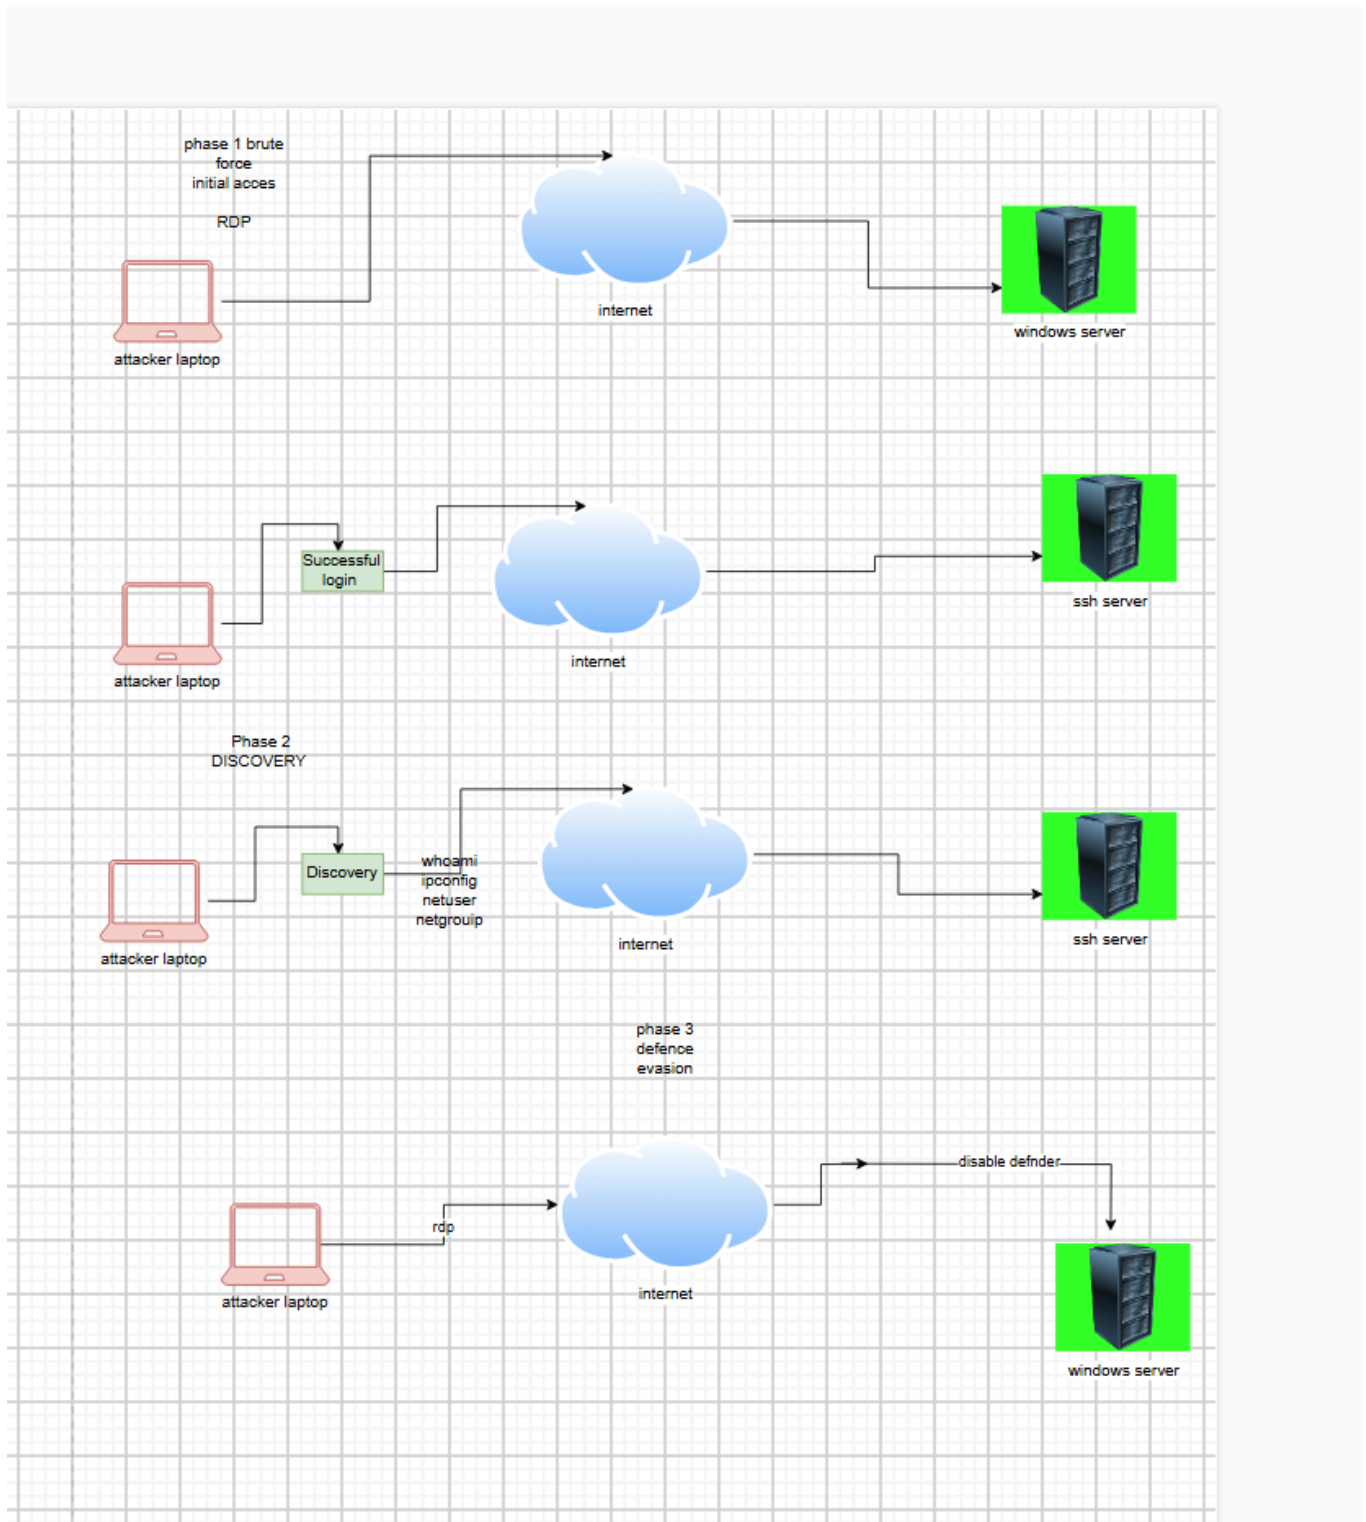 phase 1 brute
force
initial acces
RDP
attacker laptop
internet
windows server
Successful
login
attacker laptop
internet
ssh server
Phase 2
DISCOVERY
Discovery
whoami
ipconfig
netuser
netgrouip
attacker laptop
internet
ssh server
phase 3
defence
evasion
disable defnder
rdp
attacker laptop
internet
windows server